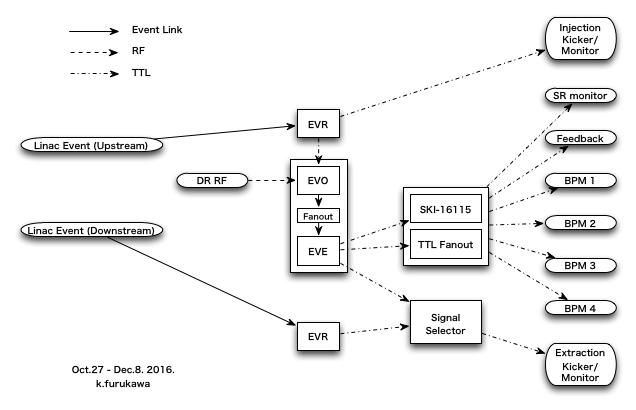 Event Link
RF
TTL
Injection
Kicker/
Monitor
SR monitor
EVR
Feedback
Linac Event (Upstream)
DR RF
EVO
BPM 1
Fanout
SKI-16115
BPM 2
Linac Event (Downstream)
EVE
TTL Fanout
BPM 3
BPM 4
Signal
Selector
EVR
Extraction
Kicker/
Monitor
Oct.27 - Dec.8. 2016.
k.furukawa